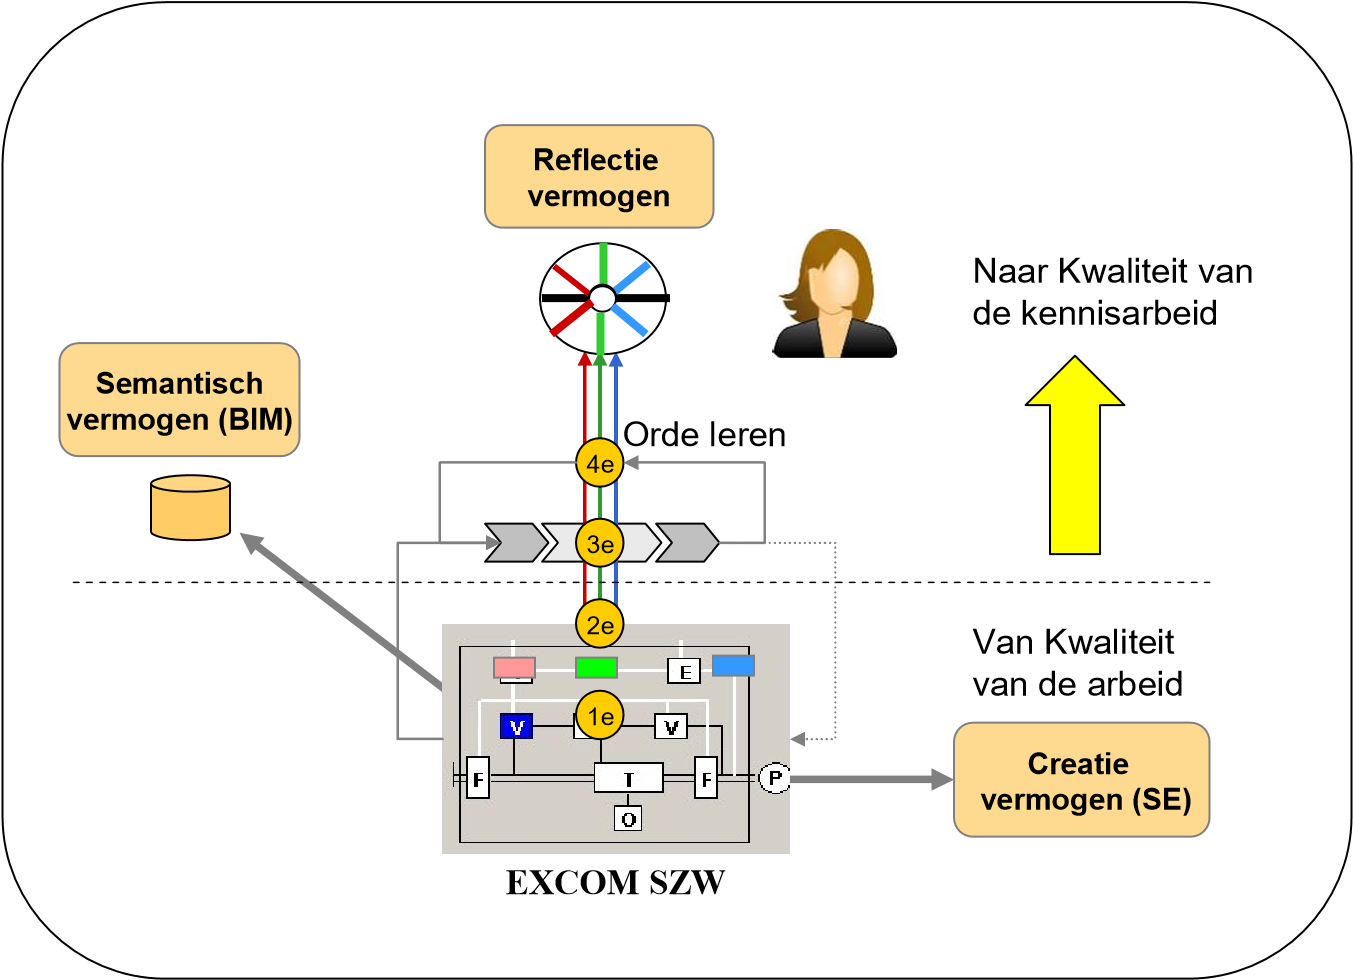 Reflectie
vermogen
Naar Kwaliteit van
de kennisarbeid
Semantisch
vermogen (BIM)
Orde leren
4e
3e
2e
Van Kwaliteit
van de arbeid
E
1e
V
V
F
T
F
P
O
Creatie
vermogen (SE)
EXCOM SZW